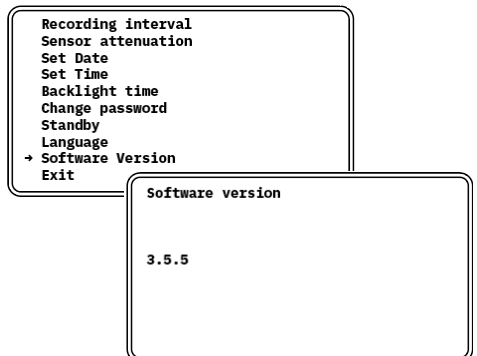 Recording interval
Sensor attenuation
Set Date
Set Time
Backlight time
Change password
Standby
Language
→ Software Version
Exit
Software version
3.5.5